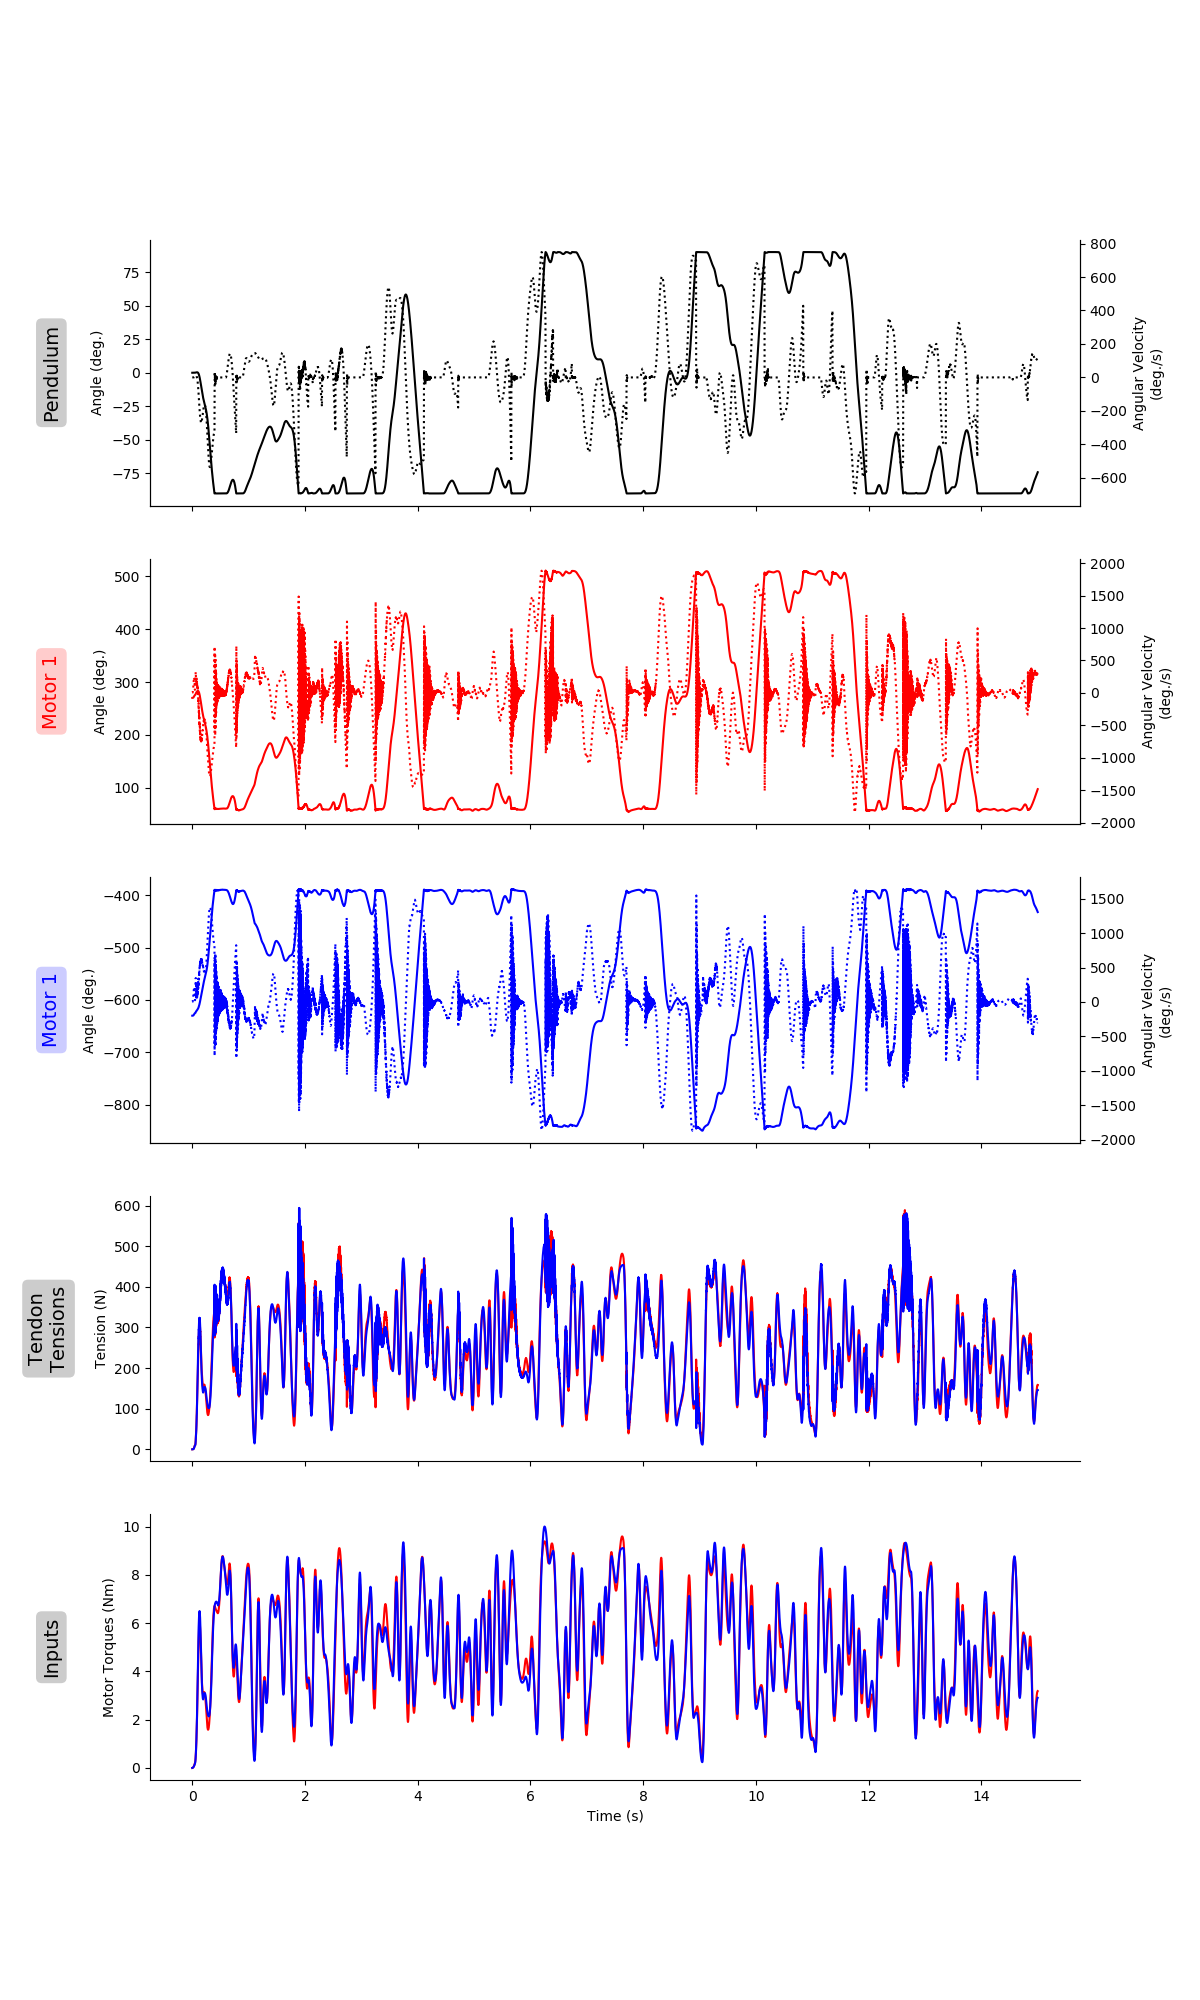 Pendulum
Angle (deg.)
75
50
25
0
−25
−50
−75
800
600
400
200
0
−200
−400
−600
Angular Velocity
(deg./s)
Motor 1
Angle (deg.)
500
400
300
200
100
2000
1500
1000
500
0
−500
−1000
−1500
−2000
Angular Velocity
(deg./s)
Motor 1
Angle (deg.)
−400
−500
−600
−700
−800
1500
1000
500
0
−500
−1000
−1500
−2000
Angular Velocity
(deg./s)
Tendon
Tensions
Tension (N)
600
500
400
300
200
100
0
Inputs
Motor Torques (Nm)
10
8
6
4
2
0
0 2 4 6 8 10 12 14
Time (s)